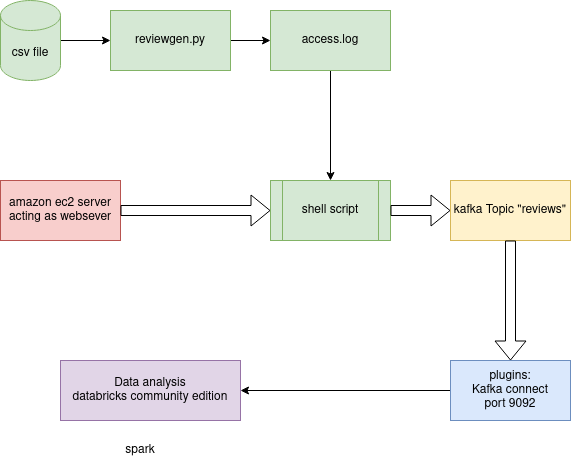 csv file
reviewgen.py
access.log
amazon ec2 server
acting as websever
shell script
kafka Topic "reviews"
plugins:
Kafka connect
port 9092
Data analysis
databricks community edition
spark